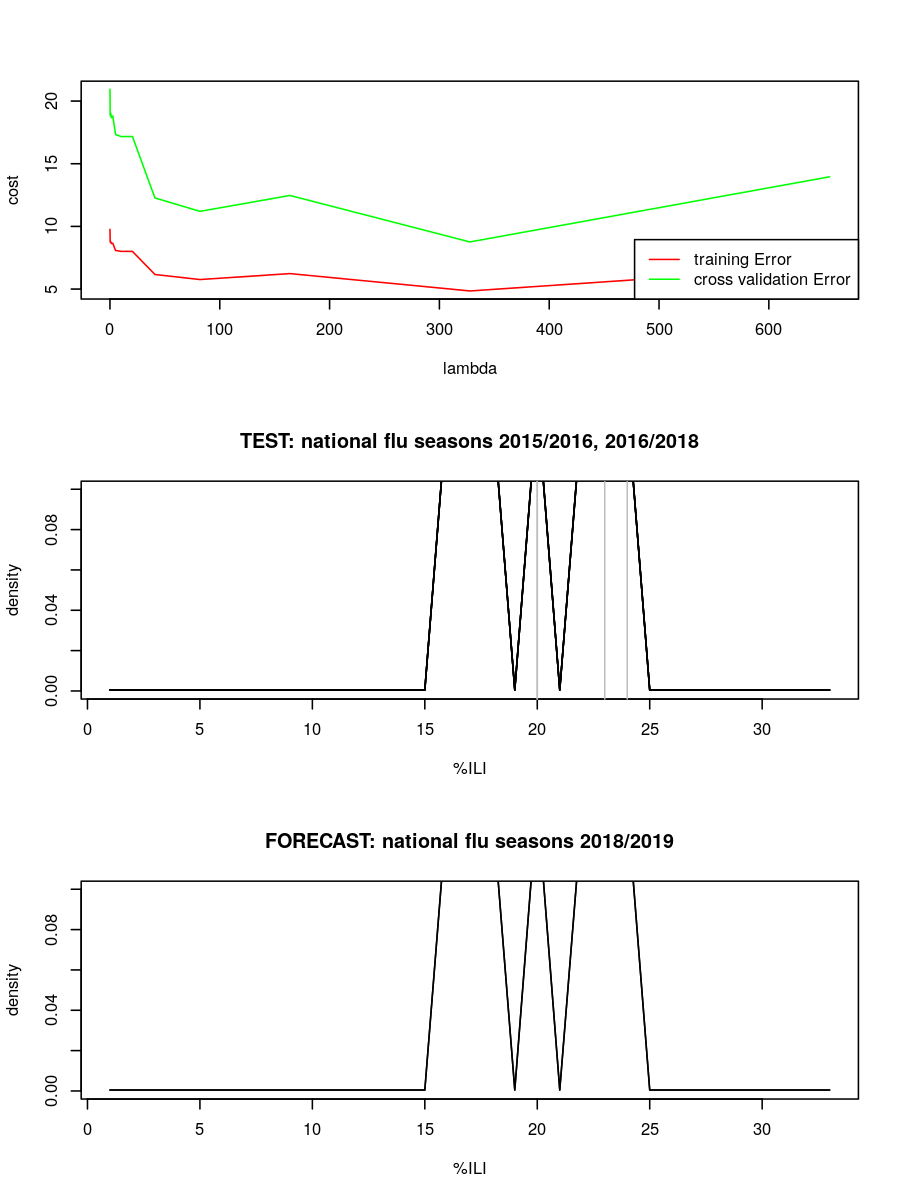 20
15
10
5
cost
training Error
cross validation Error
0 100 200 300 400 500 600
lambda
TEST: national flu seasons 2015/2016, 2016/2018
0.08
0.04
0.00
density
0 5 10 15 20 25 30
%ILI
FORECAST: national flu seasons 2018/2019
0.08
0.04
0.00
density
0 5 10 15 20 25 30
%ILI